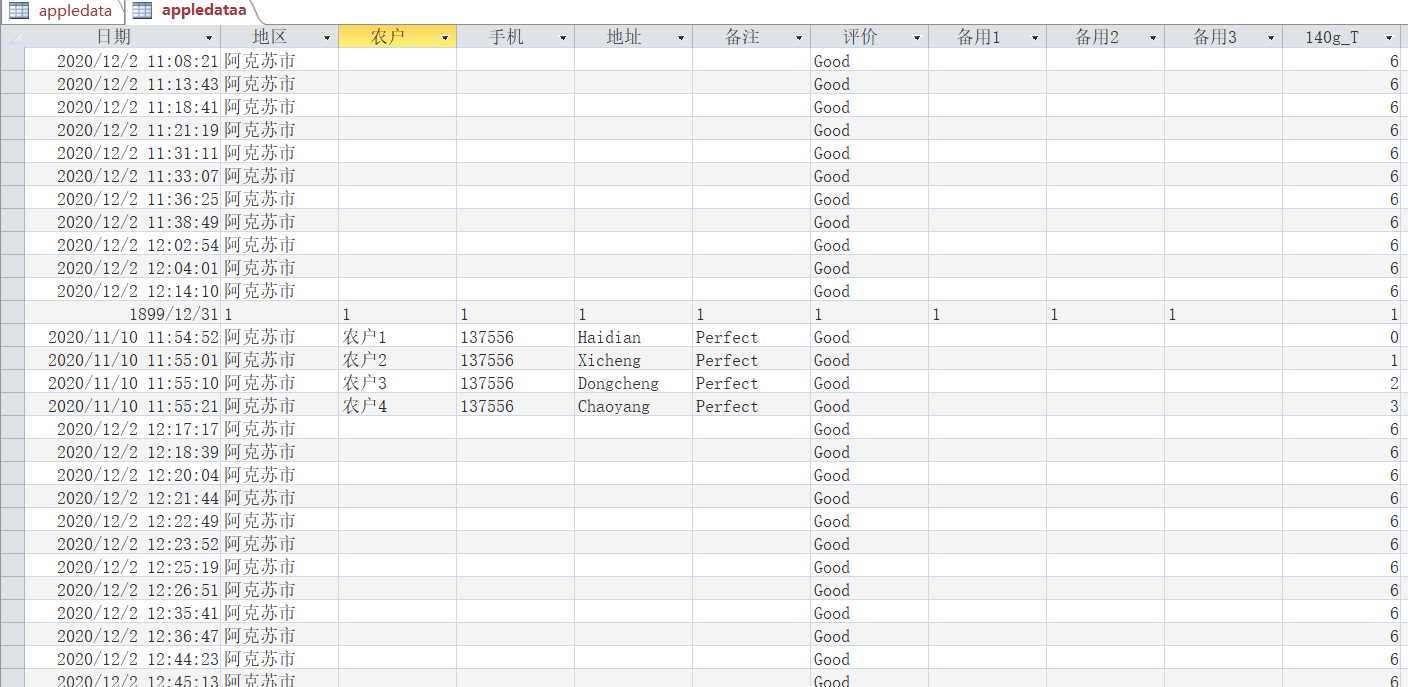 appledata appledataa
日期 地区 农户 手机 地址 备注 评价 备用1 备用2 备用3 140g_T
2020/12/2 11:08:21 阿克苏市 Good 6
2020/12/2 11:13:43 阿克苏市 Good 6
2020/12/2 11:18:41 阿克苏市 Good 6
2020/12/2 11:21:19 阿克苏市 Good 6
2020/12/2 11:31:11 阿克苏市 Good 6
2020/12/2 11:33:07 阿克苏市 Good 6
2020/12/2 11:36:25 阿克苏市 Good 6
2020/12/2 11:38:49 阿克苏市 Good 6
2020/12/2 12:02:54 阿克苏市 Good 6
2020/12/2 12:04:01 阿克苏市 Good 6
2020/12/2 12:14:10 阿克苏市 Good 6
1899/12/31 1 1 1 1 1 1 1 1 1 1
2020/11/10 11:54:52 阿克苏市 农户1 137556 Haidian Perfect Good 0
2020/11/10 11:55:01 阿克苏市 农户2 137556 Xicheng Perfect Good 1
2020/11/10 11:55:10 阿克苏市 农户3 137556 Dongcheng Perfect Good 2
2020/11/10 11:55:21 阿克苏市 农户4 137556 Chaoyang Perfect Good 3
2020/12/2 12:17:17 阿克苏市 Good 6
2020/12/2 12:18:39 阿克苏市 Good 6
2020/12/2 12:20:04 阿克苏市 Good 6
2020/12/2 12:21:44 阿克苏市 Good 6
2020/12/2 12:22:49 阿克苏市 Good 6
2020/12/2 12:23:52 阿克苏市 Good 6
2020/12/2 12:25:19 阿克苏市 Good 6
2020/12/2 12:26:51 阿克苏市 Good 6
2020/12/2 12:35:41 阿克苏市 Good 6
2020/12/2 12:36:47 阿克苏市 Good 6
2020/12/2 12:44:23 阿克苏市 Good 6
2020/12/2 12:45:13 阿克苏市 Good 6